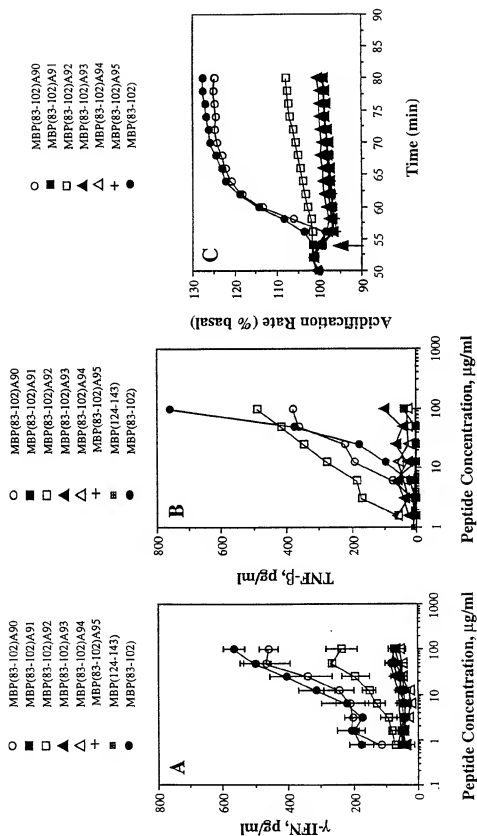 MBP(83-102)A90
MBP(83-102)A91
MBP(83-102)A92
MBP(83-102)A93
MBP(83-102)A94
MBP(83-102)A95
MBP(124-143)
MBP(83-102)
A
γ-IFN, pg/ml
600
400
200
0
.1
1
10
100
1000
Peptide Concentration, µg/ml
MBP(83-102)A90
MBP(83-102)A91
MBP(83-102)A92
MBP(83-102)A93
MBP(83-102)A94
MBP(83-102)A95
MBP(124-143)
MBP(83-102)
B
TNF-β, pg/ml
800
600
400
200
0
1
10
100
1000
Peptide Concentration, µg/ml
MBP(83-102)A90
MBP(83-102)A91
MBP(83-102)A92
MBP(83-102)A93
MBP(83-102)A94
MBP(83-102)A95
MBP(83-102)
C
Acidification Rate (% basal)
130
120
110
100
90
50
55
60
65
70
75
80
85
90
Time (min)